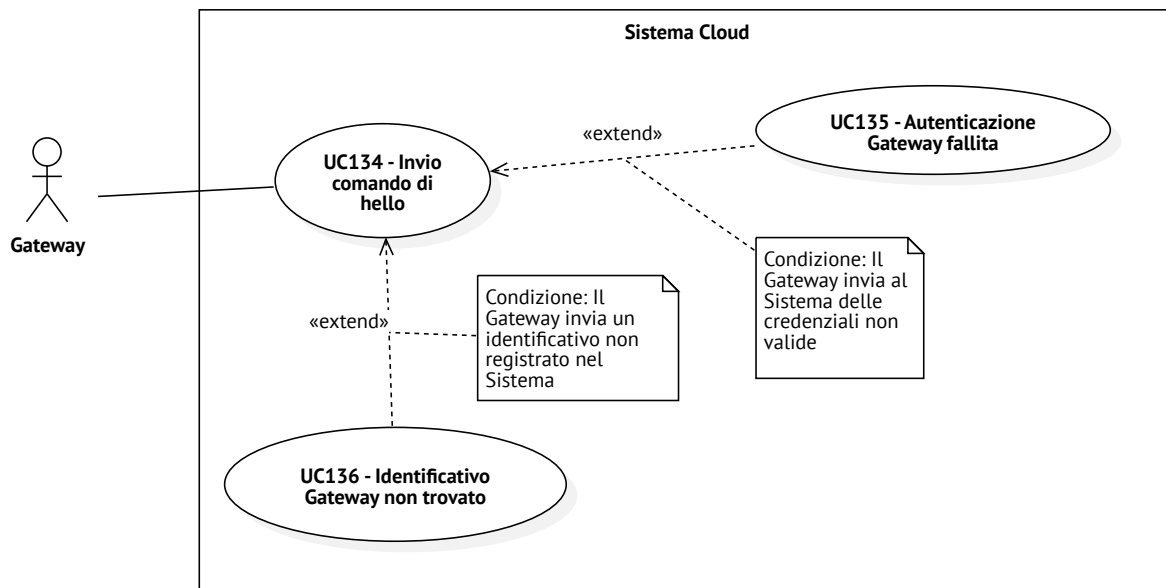 Sistema Cloud
UC135 - Autenticazione
Gateway fallita
«extend»
UC134 - Invio
comando di
hello
Gateway
Condizione: Il
Gateway invia al
Sistema delle
credenziali non
valide
Condizione: Il
Gateway invia un
identificativo non
registrato nel
Sistema
«extend»
UC136 - Identificativo
Gateway non trovato